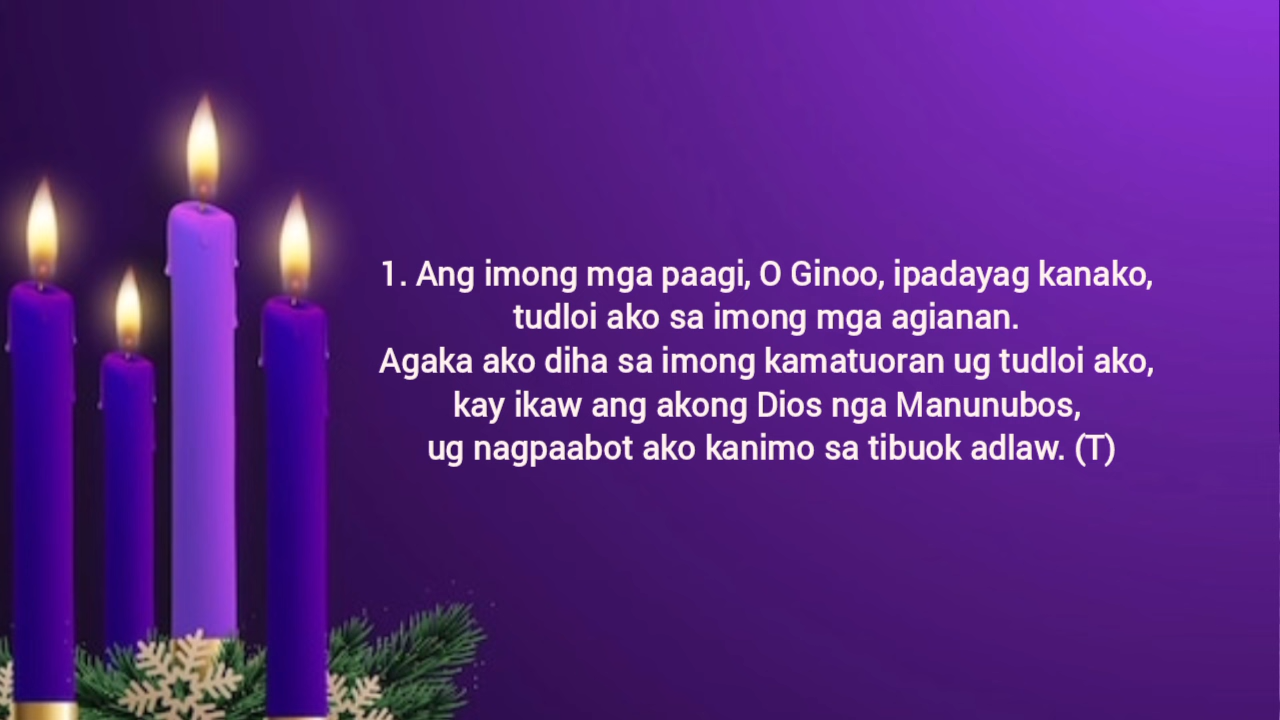 1. Ang imong mga paagi, O Ginoo, ipadayag kanako,
tudloi ako sa imong mga agianan.
Agaka ako diha sa imong kamatuoran ug tudloi ako,
kay ikaw ang akong Dios nga Manunubos,
ug nagpaabot ako kanimo sa tibuok adlaw. (T)